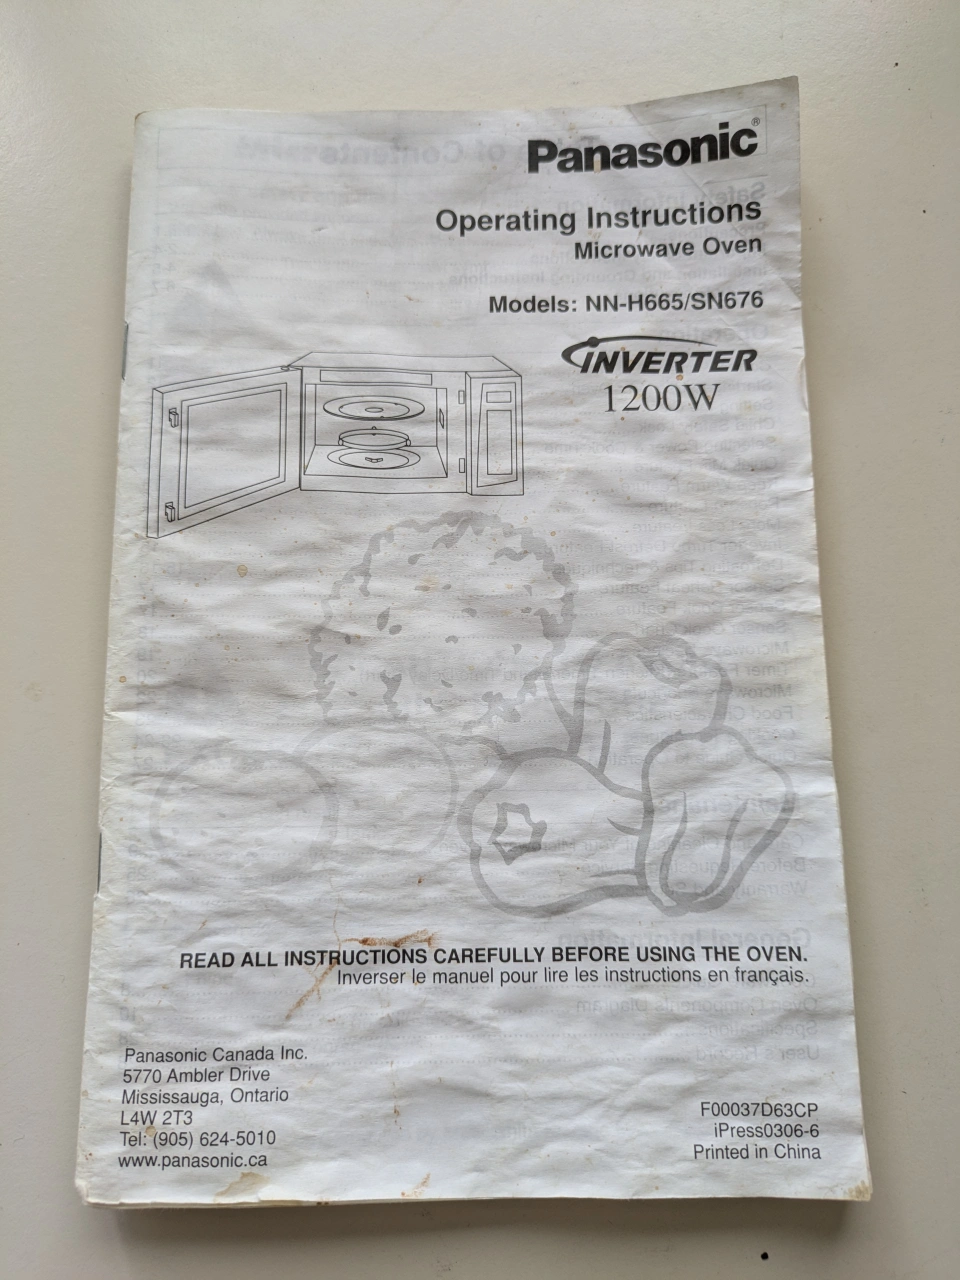 Panasonic®
Operating Instructions
Microwave Oven
Models: NN-H665/SN676
INVERTER
1200W
READ ALL INSTRUCTIONS CAREFULLY BEFORE USING THE OVEN.
Inverser le manuel pour lire les instructions en français.
Panasonic Canada Inc.
5770 Ambler Drive
Mississauga, Ontario
L4W 2T3
Tel: (905) 624-5010
www.panasonic.ca
F00037D63CP
iPress0306-6
Printed in China